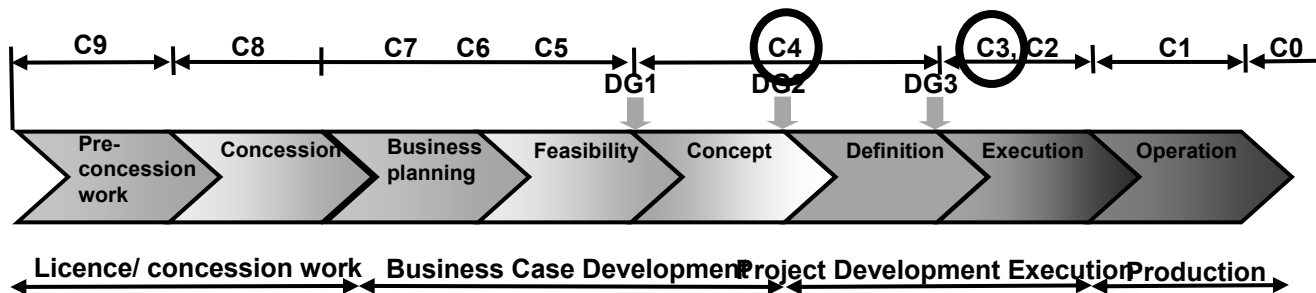 C9 C8 C7 C6 C5 C4 C3, C2 C1 C0
DG1 DG2 DG3
Pre-
concession
work
Concession
Business
planning
Feasibility
Concept
Definition
Execution
Operation
Licence/ concession work Business Case Development Project Development Execution Production